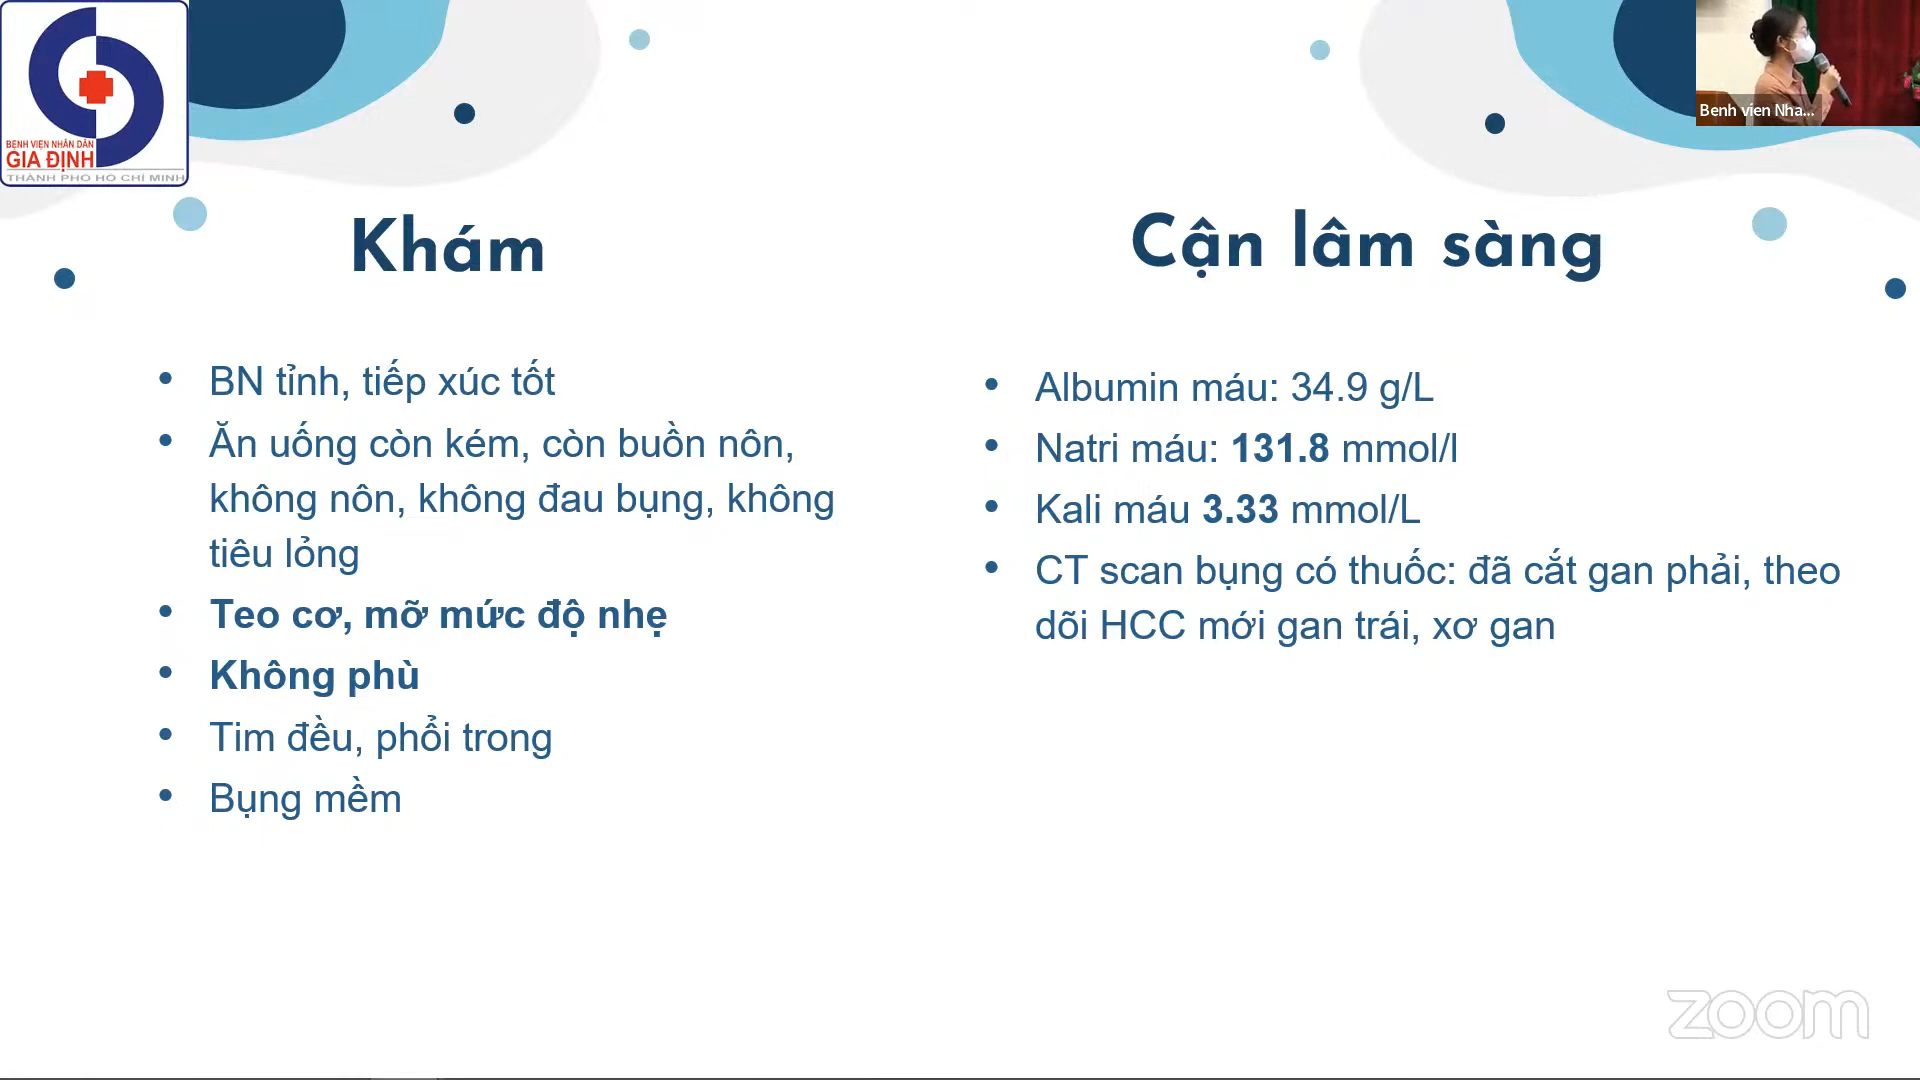 BỆNH VIỆN NHÂN DÂN
GIA ĐỊNH
THÀNH PHỐ HỒ CHÍ MINH
Benh vien Nha...
Khám
• BN tỉnh, tiếp xúc tốt
• Ăn uống còn kém, còn buồn nôn,
không nôn, không đau bụng, không
tiêu lỏng
• Teo cơ, mỡ mức độ nhẹ
• Không phù
• Tim đều, phổi trong
• Bụng mềm
Cận lâm sàng
• Albumin máu: 34.9 g/L
• Natri máu: 131.8 mmol/l
• Kali máu 3.33 mmol/L
• CT scan bụng có thuốc: đã cắt gan phải, theo
dõi HCC mới gan trái, xơ gan
zoom